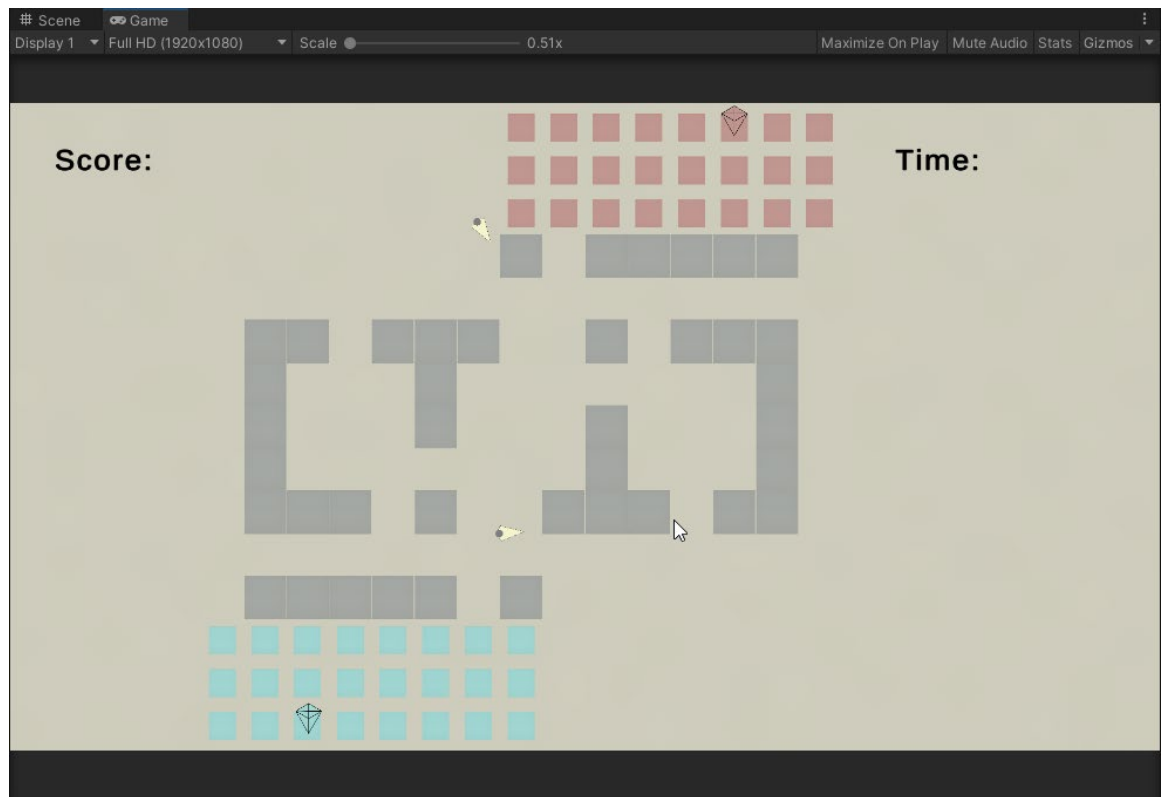 Scene Game
Display 1 Full HD (1920x1080) Scale 0.51x Maximize On Play Mute Audio Stats Gizmos
Score: Time: